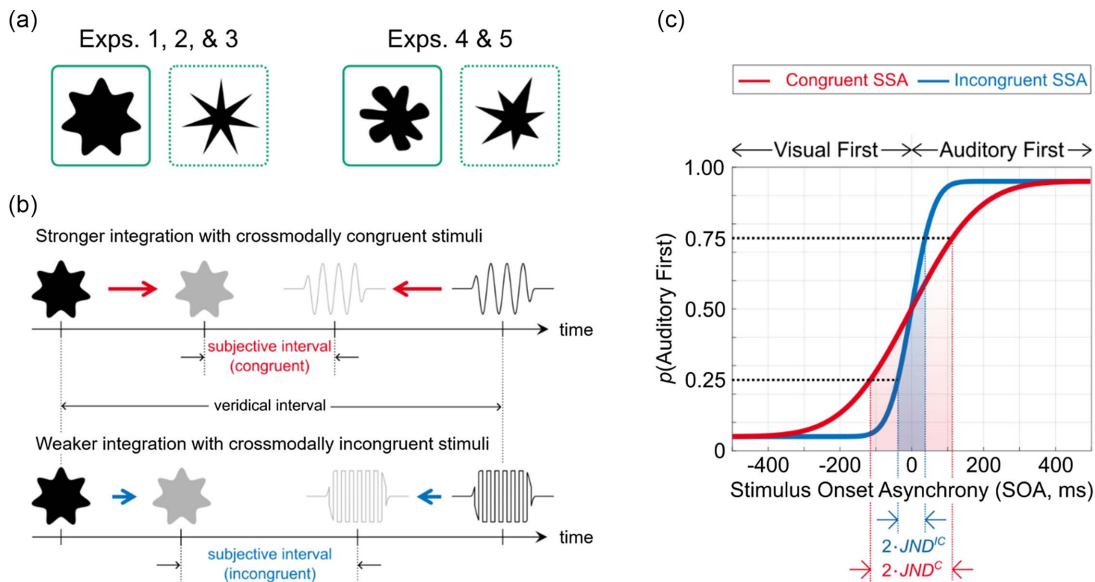 (a)
Exps. 1, 2, & 3
Exps. 4 & 5
(b)
Stronger integration with crossmodally congruent stimuli
time
subjective interval
(congruent)
veridical interval
Weaker integration with crossmodally incongruent stimuli
time
subjective interval
(incongruent)
(c)
Congruent SSA
Incongruent SSA
Visual First
Auditory First
p(Auditory First)
1.00
0.75
0.50
0.25
0
-400 -200 0 200 400
Stimulus Onset Asynchrony (SOA, ms)
2·JND^IC
2·JND^C